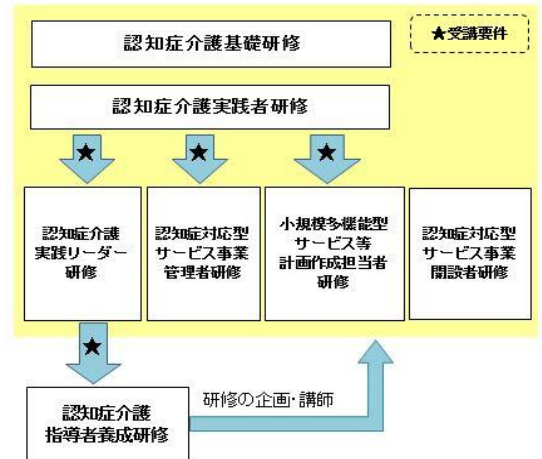 認知症介護基礎研修
★受講要件
認知症介護実践者研修
★
★
★
認知症介護
実践リーダー
研修
認知症対応型
サービス事業
管理者研修
小規模多機能型
サービス等
計画作成担当者
研修
認知症対応型
サービス事業
開設者研修
★
認知症介護
指導者養成研修
研修の企画・講師